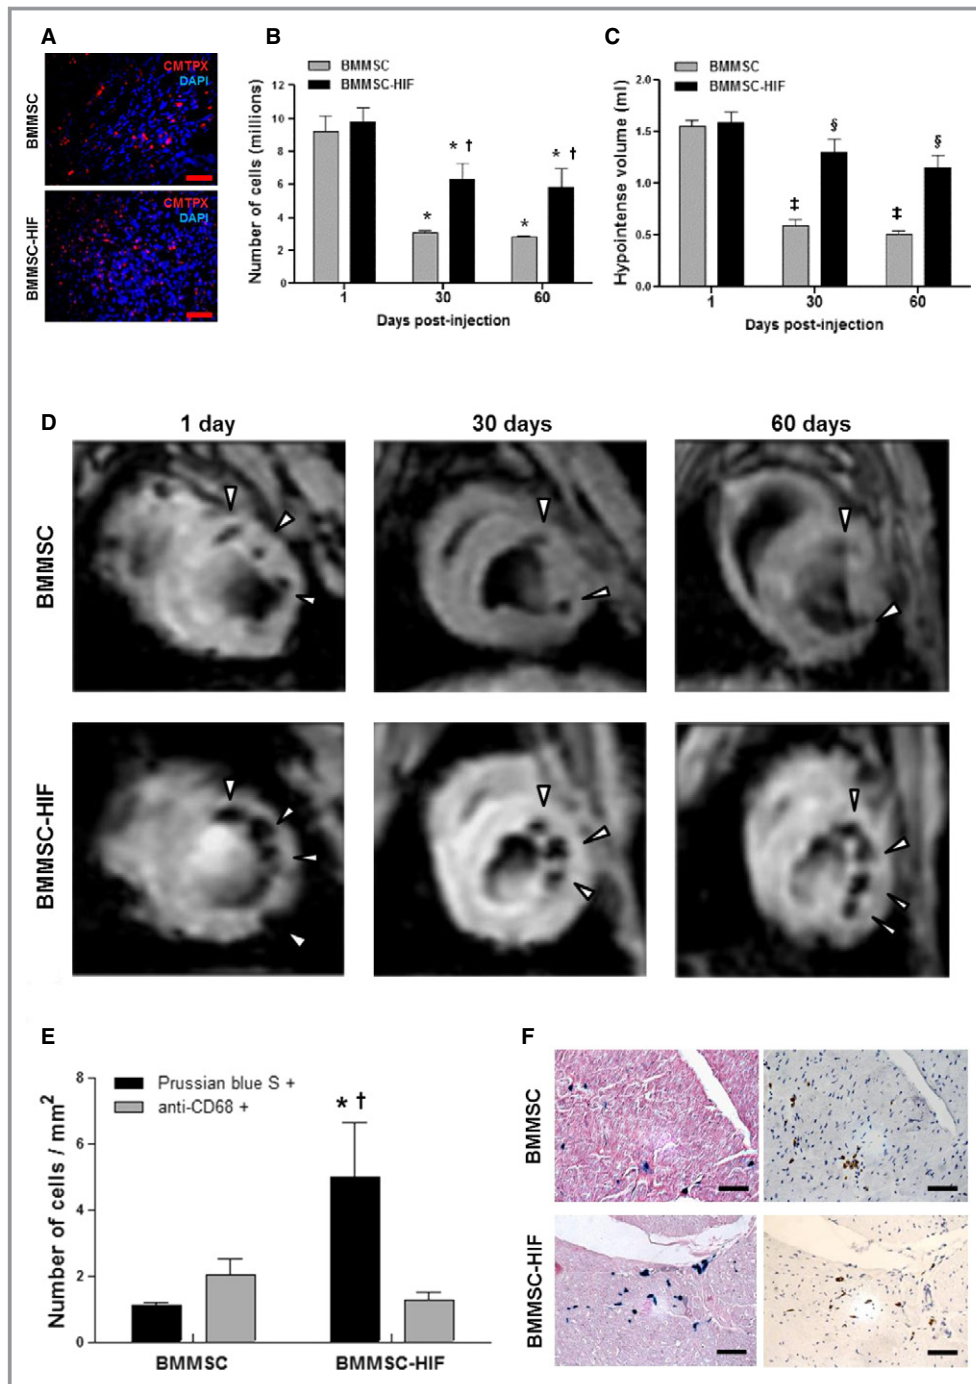 A
BMMSC
CMTPX
DAPI
BMMSC-HIF
CMTPX
DAPI
B
BMMSC
BMMSC-HIF
Number of cells (millions)
12
10
8
6
4
2
0
*
* †
*
* †
1
30
60
Days post-injection
C
BMMSC
BMMSC-HIF
Hypointense volume (ml)
2.0
1.5
1.0
0.5
0.0
‡
§
‡
§
1
30
60
Days post-injection
D
1 day
30 days
60 days
BMMSC
BMMSC-HIF
E
Prussian blue S +
anti-CD68 +
Number of cells / mm²
8
6
4
2
0
* †
BMMSC
BMMSC-HIF
F
BMMSC
BMMSC-HIF